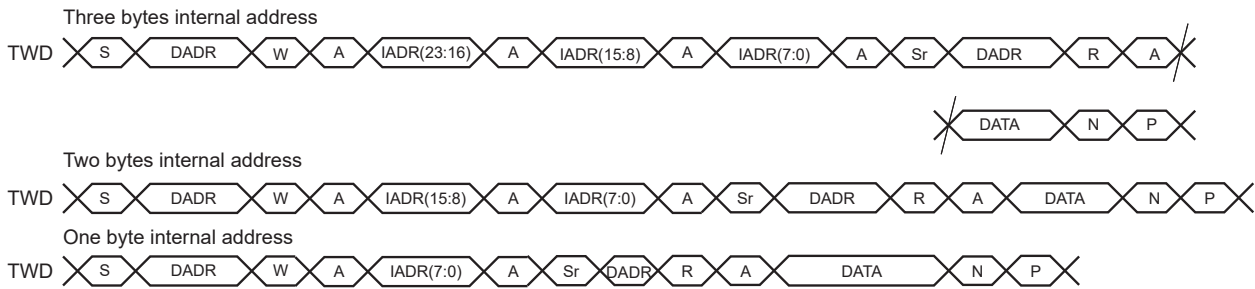 Three bytes internal address
TWD S DADR W A IADR(23:16) A IADR(15:8) A IADR(7:0) A Sr DADR R A
DATA N P
Two bytes internal address
TWD S DADR W A IADR(15:8) A IADR(7:0) A Sr DADR R A DATA N P
One byte internal address
TWD S DADR W A IADR(7:0) A Sr DADR R A DATA N P